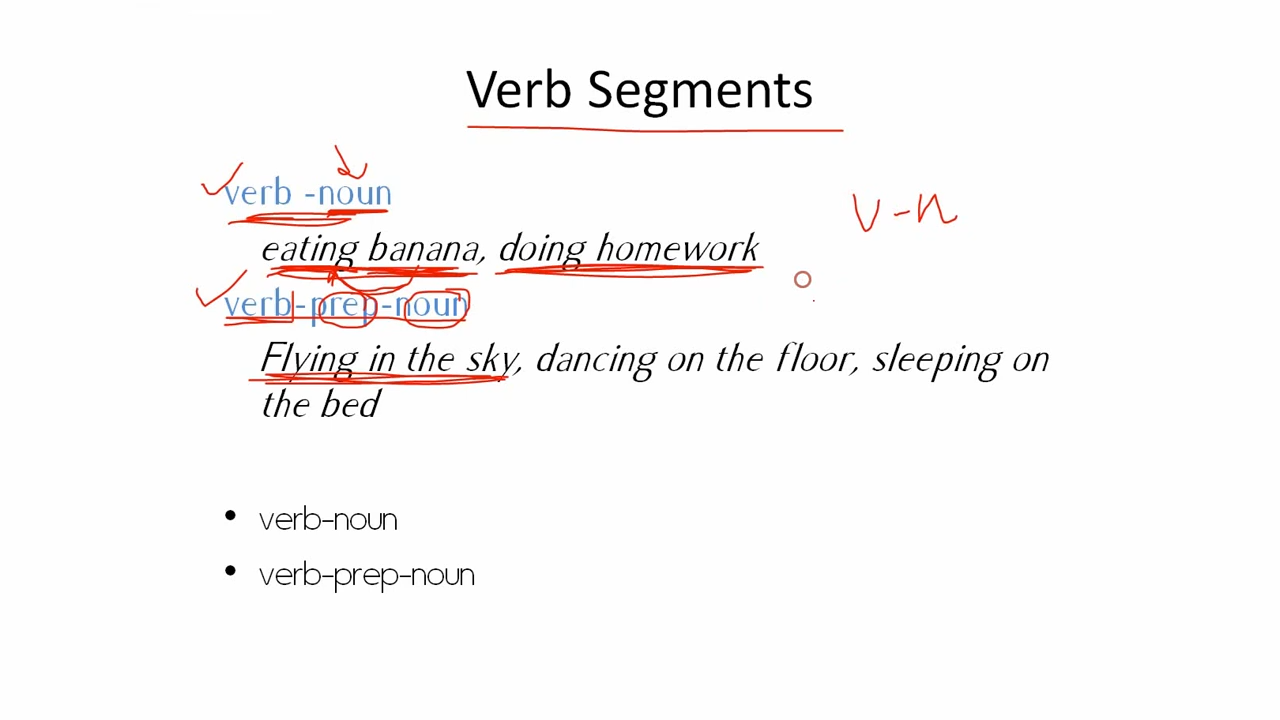 Verb Segments
verb -noun
v-n
eating banana, doing homework
verb-prep-noun
Flying in the sky, dancing on the floor, sleeping on
the bed
• verb-noun
• verb-prep-noun